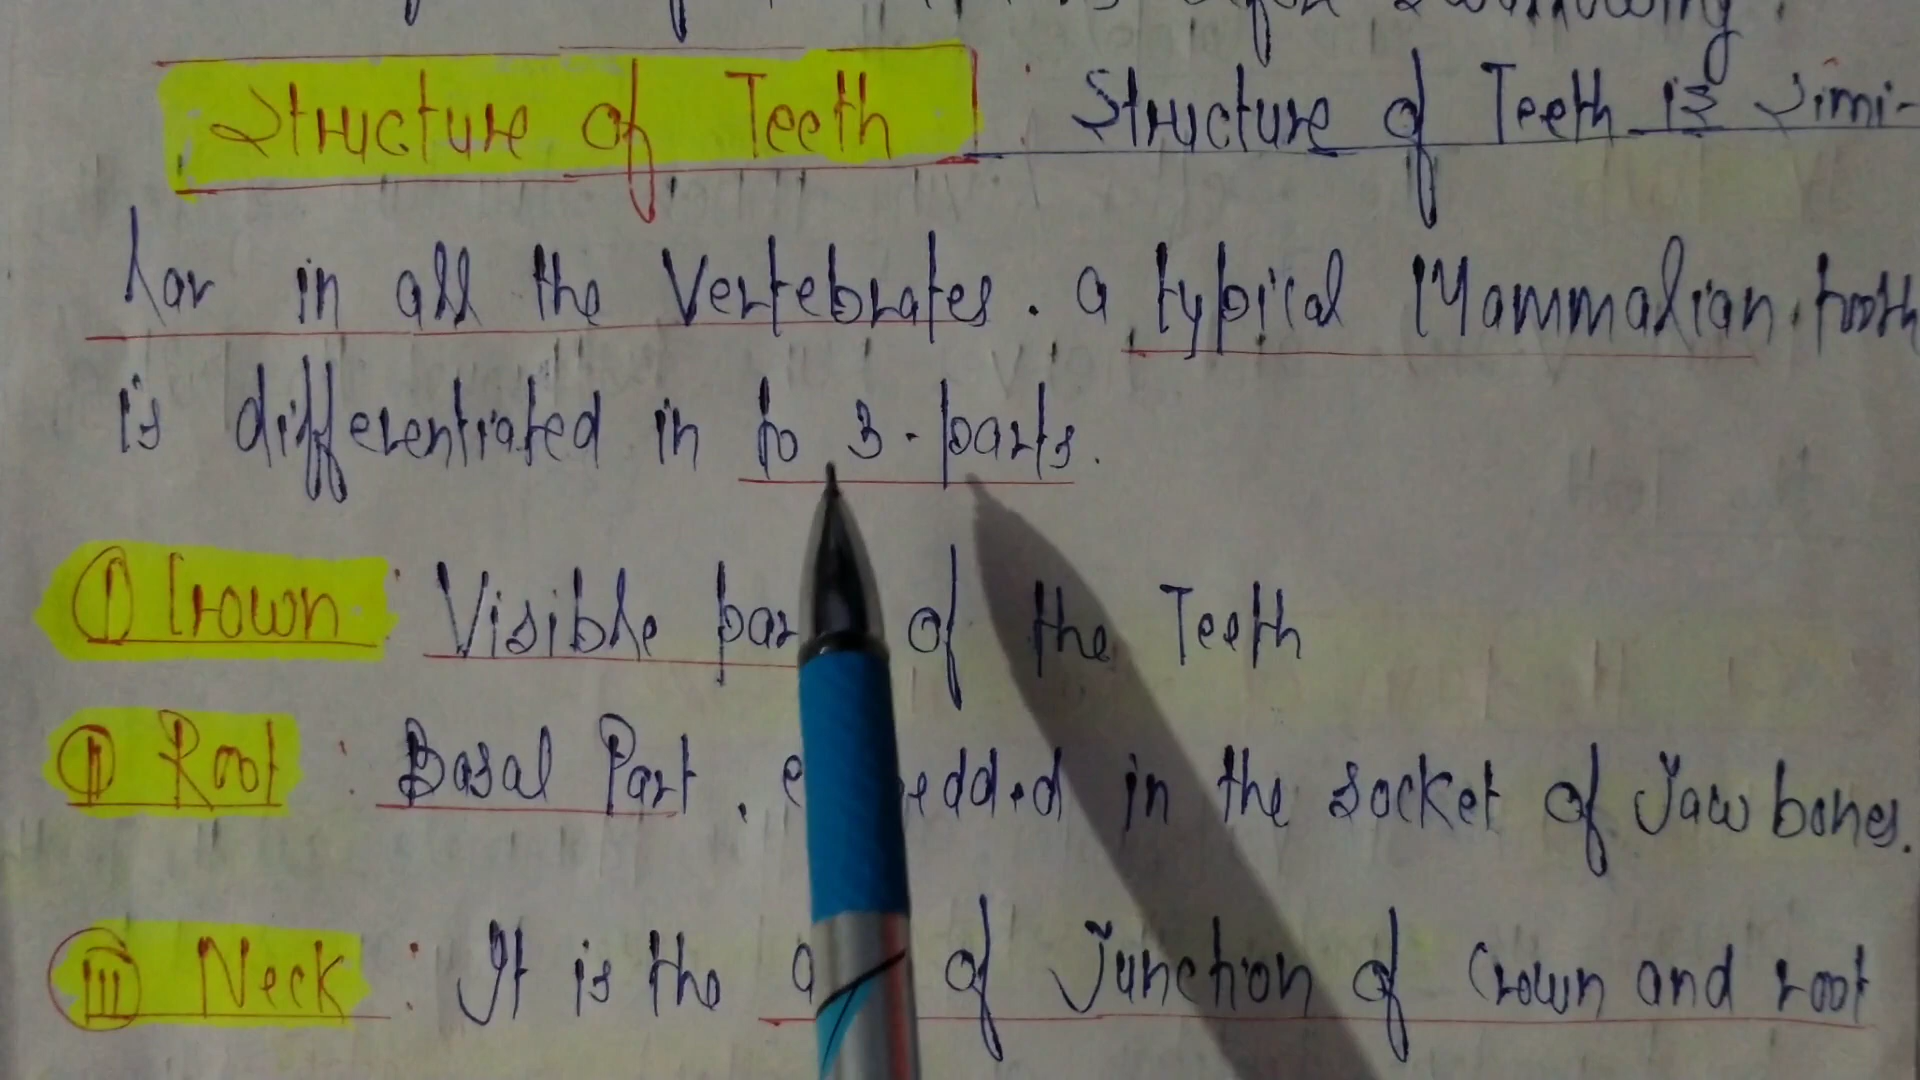 swallowing.
Structure of Teeth : Structure of Teeth is simi-
lar in all the Vertebrates. a typical Mammalian tooth
is differentiated in to 3-parts.
I Crown : Visible par of the Teeth
II Root : Basal Part, e edded in the socket of Jaw bones.
III Neck : It is the a of Junction of Crown and root